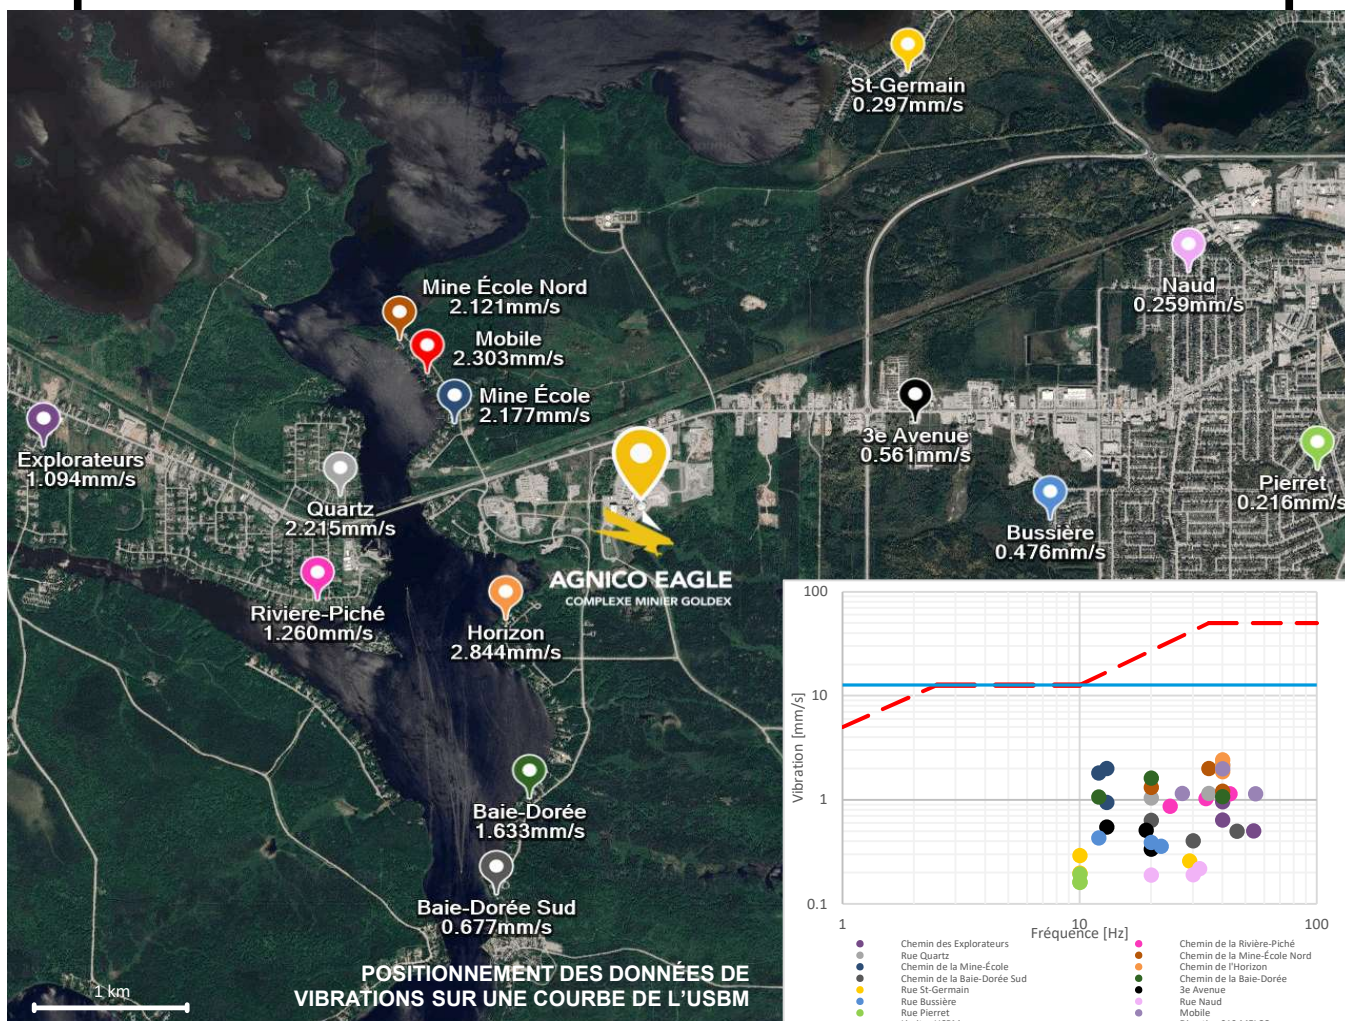 St-Germain
0.297mm/s
Naud
0.259mm/s
Mine École Nord
2.121mm/s
Mobile
2.303mm/s
Mine École
2.177mm/s
3e Avenue
0.561mm/s
Explorateurs
1.094mm/s
Quartz
2.215mm/s
Pierret
0.216mm/s
Bussière
0.476mm/s
AGNICO EAGLE
COMPLEXE MINIER GOLDEX
Riviere-Piché
1.260mm/s
Horizon
2.844mm/s
Baie-Dorée
1.633mm/s
Baie-Dorée Sud
0.677mm/s
POSITIONNEMENT DES DONNÉES DE
VIBRATIONS SUR UNE COURBE DE L'USBM
1 km
100
10
1
0.1
Vibration [mm/s]
1
10
100
Fréquence [Hz]
Chemin des Explorateurs
Chemin de la Rivière-Piché
Rue Quartz
Chemin de la Mine-École Nord
Chemin de la Mine-École
Chemin de l'Horizon
Chemin de la Baie-Dorée Sud
Chemin de la Baie-Dorée
Rue St-Germain
3e Avenue
Rue Bussière
Rue Naud
Rue Pierret
Mobile